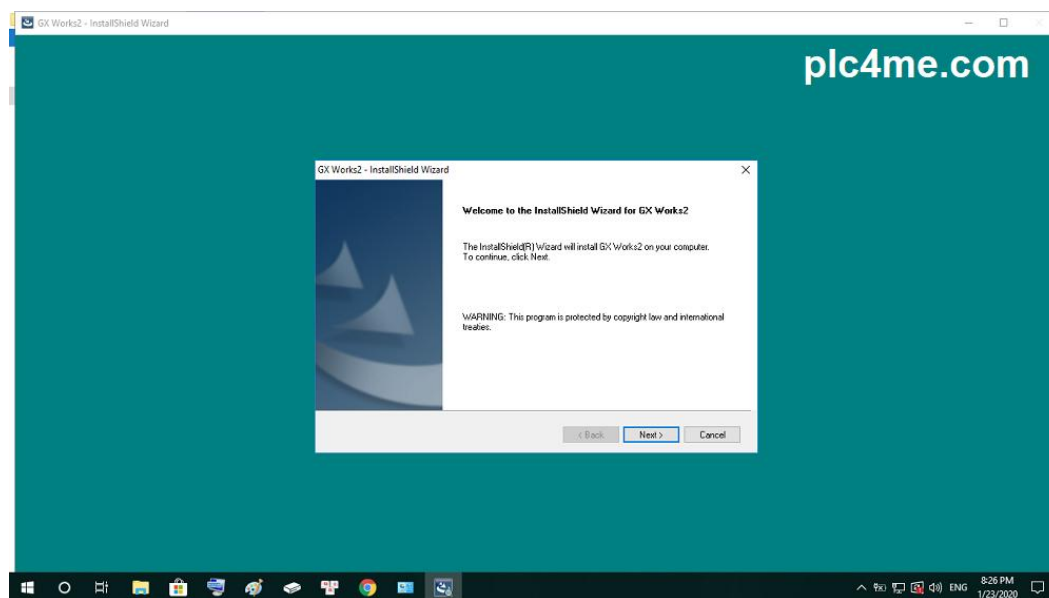 GX Works2 - InstallShield Wizard
plc4me.com
GX Works2 - InstallShield Wizard
Welcome to the InstallShield Wizard for GX Works2
The InstallShield(R) Wizard will install GX Works2 on your computer.
To continue, click Next.
WARNING: This program is protected by copyright law and international
treaties.
< Back
Next >
Cancel
ENG
8:26 PM
1/23/2020